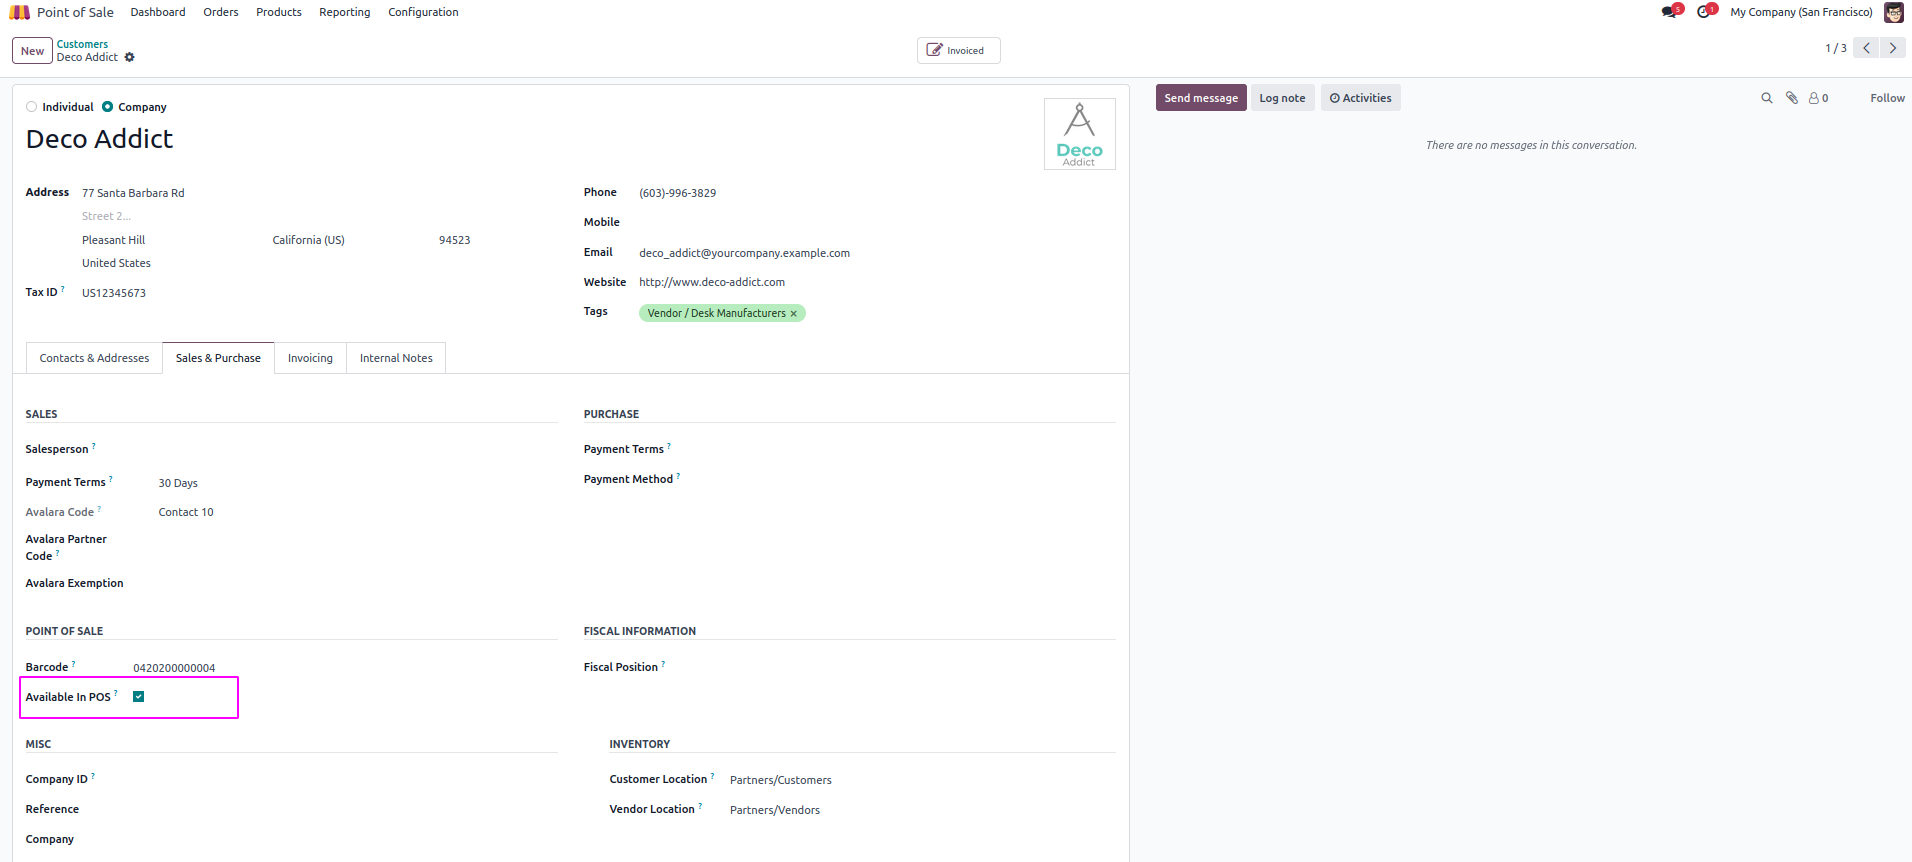 Point of Sale Dashboard Orders Products Reporting Configuration 5 1 My Company (San Francisco)
New Customers Invoiced 1 / 3
Deco Addict
Individual Company Send message Log note Activities 0 Follow
Deco Addict
Deco
Addict
There are no messages in this conversation.
Address 77 Santa Barbara Rd
Street 2...
Pleasant Hill California (US) 94523
United States
Tax ID ? US12345673
Phone (603)-996-3829
Mobile
Email deco_addict@yourcompany.example.com
Website http://www.deco-addict.com
Tags Vendor / Desk Manufacturers ×
Contacts & Addresses Sales & Purchase Invoicing Internal Notes
SALES
Salesperson ?
Payment Terms ? 30 Days
Avalara Code ? Contact 10
Avalara Partner
Code ?
Avalara Exemption
PURCHASE
Payment Terms ?
Payment Method ?
POINT OF SALE
Barcode ? 0420200000004
Available In POS ?
FISCAL INFORMATION
Fiscal Position ?
MISC
Company ID ?
Reference
Company
INVENTORY
Customer Location ? Partners/Customers
Vendor Location ? Partners/Vendors